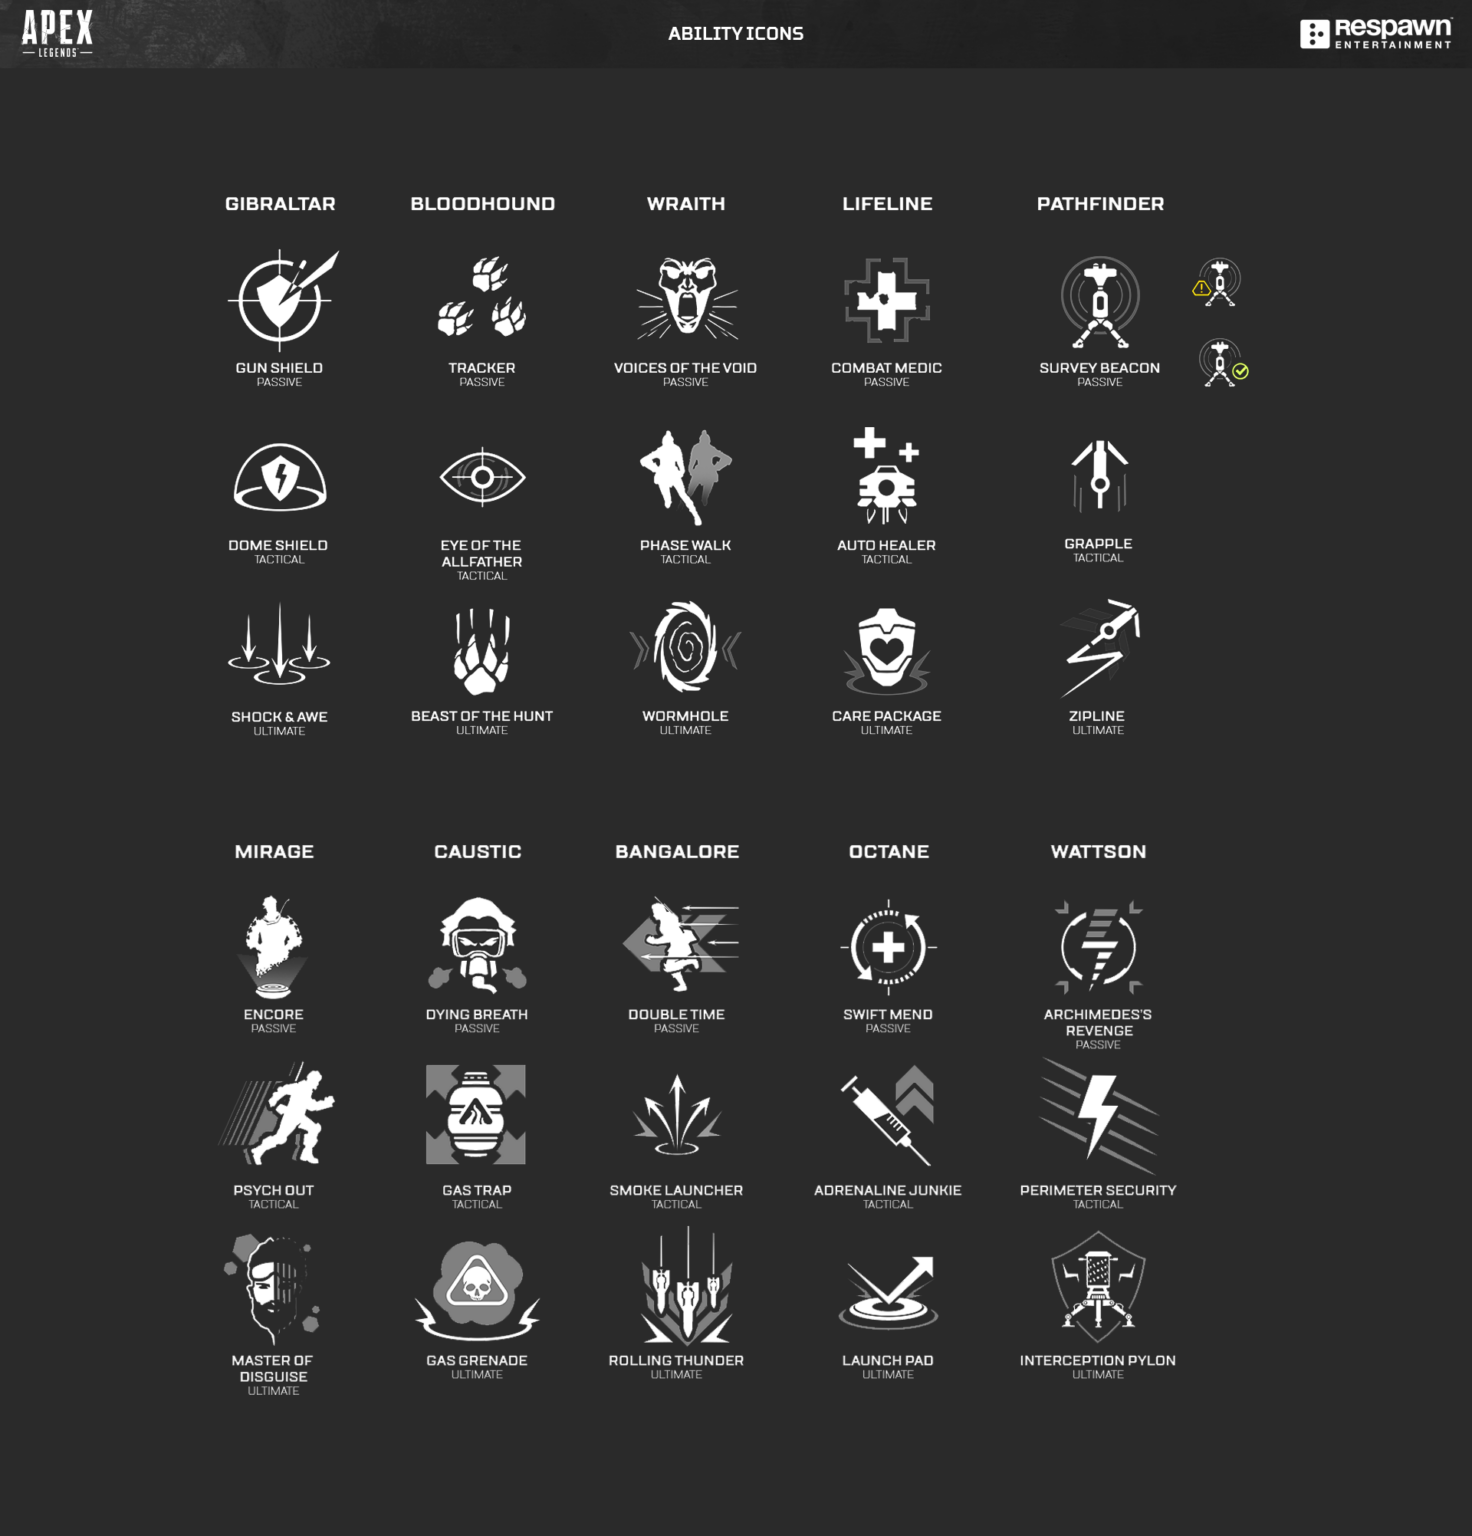 APEX
LEGENDS
ABILITY ICONS
Respawn
ENTERTAINMENT
GIBRALTAR
BLOODHOUND
WRAITH
LIFELINE
PATHFINDER
GUN SHIELD
PASSIVE
TRACKER
PASSIVE
VOICES OF THE VOID
PASSIVE
COMBAT MEDIC
PASSIVE
SURVEY BEACON
PASSIVE
DOME SHIELD
TACTICAL
EYE OF THE
ALLFATHER
TACTICAL
PHASE WALK
TACTICAL
AUTO HEALER
TACTICAL
GRAPPLE
TACTICAL
SHOCK & AWE
ULTIMATE
BEAST OF THE HUNT
ULTIMATE
WORMHOLE
ULTIMATE
CARE PACKAGE
ULTIMATE
ZIPLINE
ULTIMATE
MIRAGE
CAUSTIC
BANGALORE
OCTANE
WATTSON
ENCORE
PASSIVE
DYING BREATH
PASSIVE
DOUBLE TIME
PASSIVE
SWIFT MEND
PASSIVE
ARCHIMEDES'S
REVENGE
PASSIVE
PSYCH OUT
TACTICAL
GAS TRAP
TACTICAL
SMOKE LAUNCHER
TACTICAL
ADRENALINE JUNKIE
TACTICAL
PERIMETER SECURITY
TACTICAL
MASTER OF
DISGUISE
ULTIMATE
GAS GRENADE
ULTIMATE
ROLLING THUNDER
ULTIMATE
LAUNCH PAD
ULTIMATE
INTERCEPTION PYLON
ULTIMATE